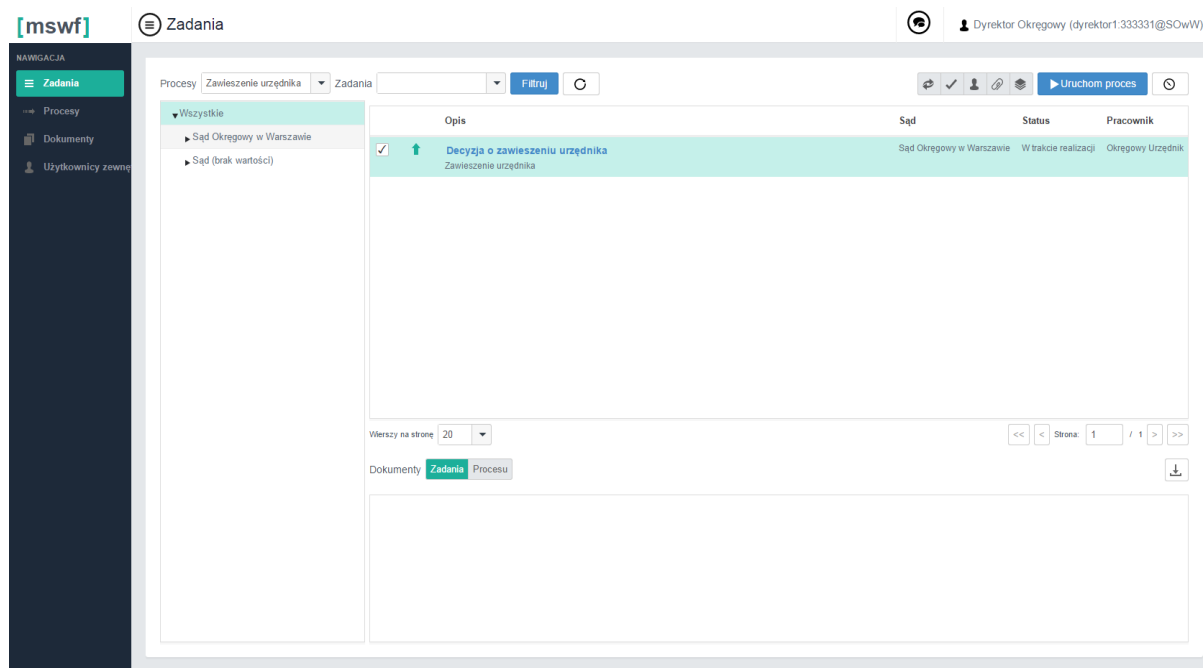 [mswf]
Zadania
Dyrektor Okręgowy (dyrektor1:333331@SOwW)
NAWIGACJA
Zadania
Procesy
Dokumenty
Użytkownicy zewnę
Procesy Zawieszenie urzędnika Zadania Filtruj Uruchom proces
Wszystkie
Sąd Okręgowy w Warszawie
Sąd (brak wartości)
Opis Sąd Status Pracownik
Decyzja o zawieszeniu urzędnika Sąd Okręgowy w Warszawie W trakcie realizacji Okręgowy Urzędnik
Zawieszenie urzędnika
Wierszy na stronę 20 << < Strona: 1 / 1 > >>
Dokumenty Zadania Procesu